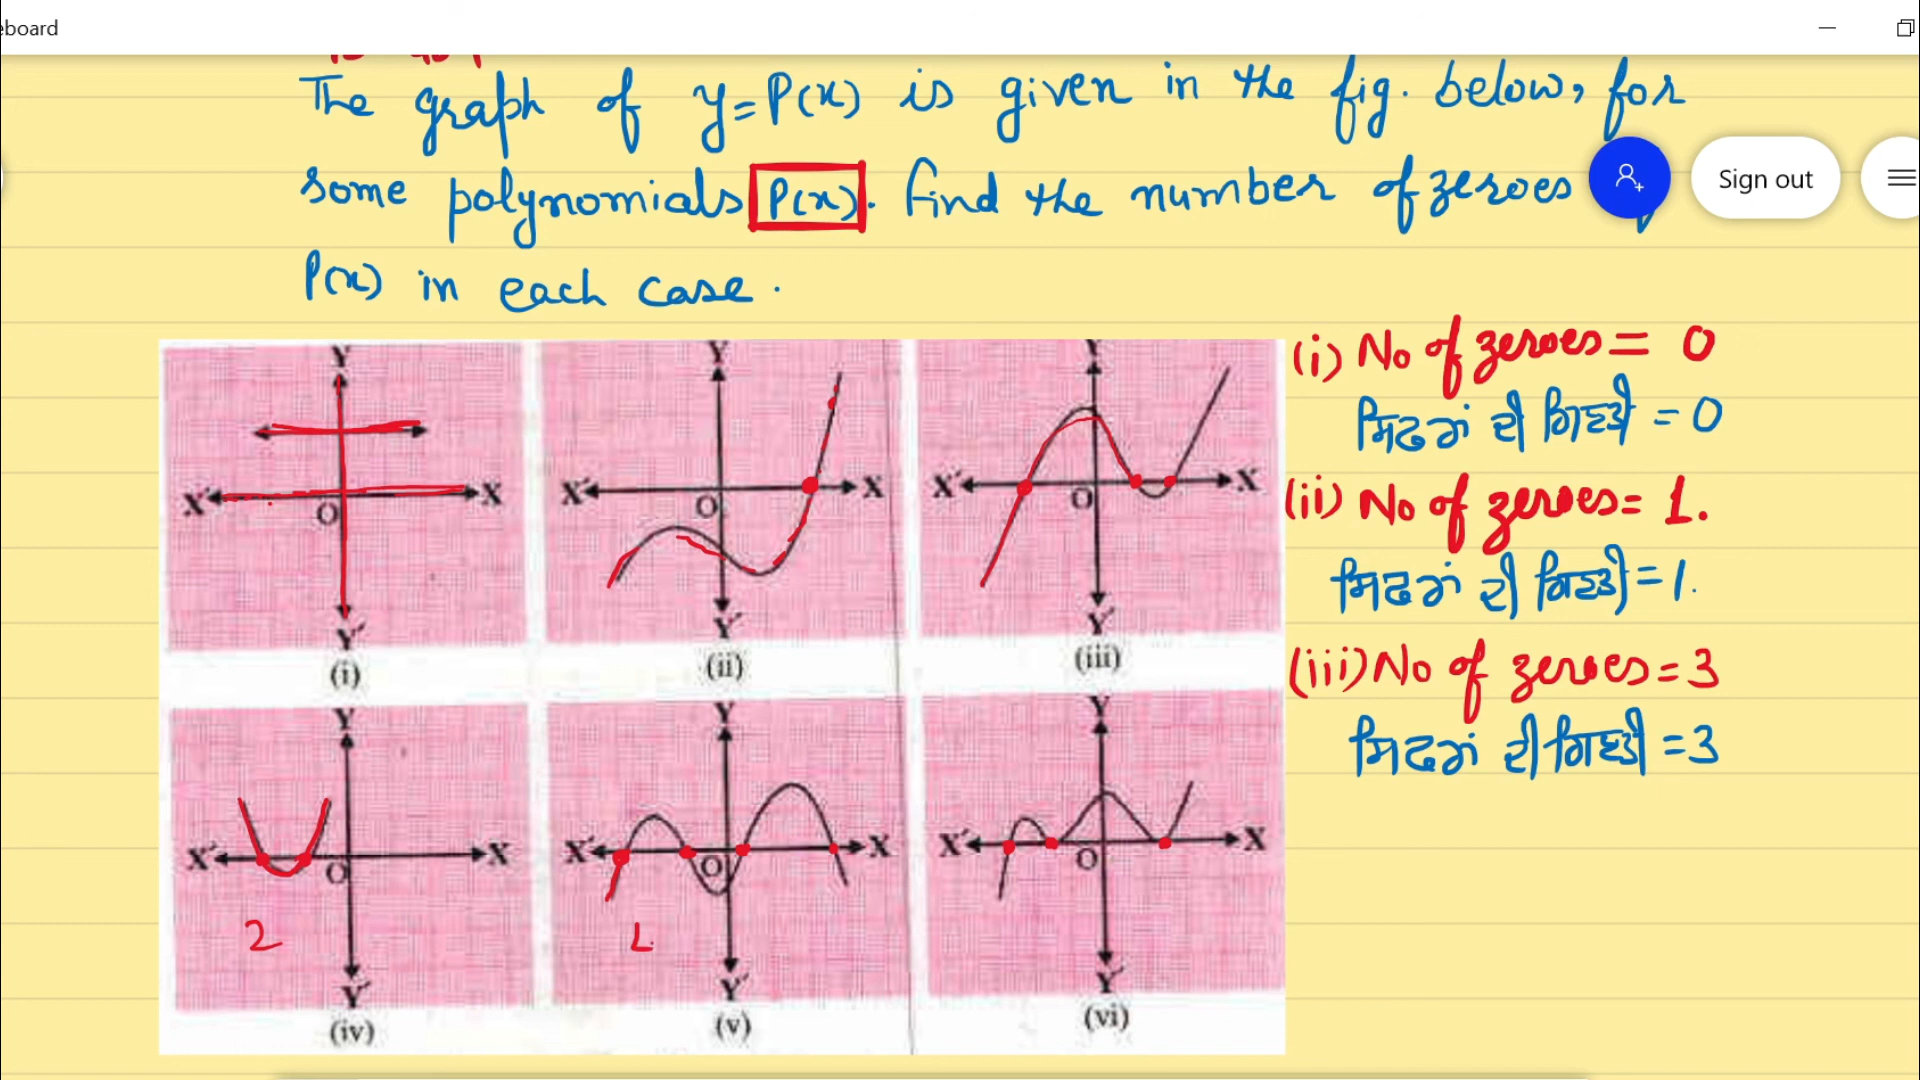 eboard
The graph of y=P(x) is given in the fig. below, for
some polynomials P(x). find the number of zeroes
P(x) in each case.
Sign out
(i) No of zeroes = 0
ਸਿਫਰਾਂ ਦੀ ਗਿਣਤੀ = 0
(ii) No of zeroes = 1.
ਸਿਫਰਾਂ ਦੀ ਗਿਣਤੀ = 1.
(iii) No of zeroes = 3
ਸਿਫਰਾਂ ਦੀ ਗਿਣਤੀ = 3
Y Y Y
X' O X X' O X X' O X
Y' Y' Y'
(i) (ii) (iii)
Y Y Y
X' O X X' O X X' O X
2
Y' Y' Y'
(iv) (v) (vi)